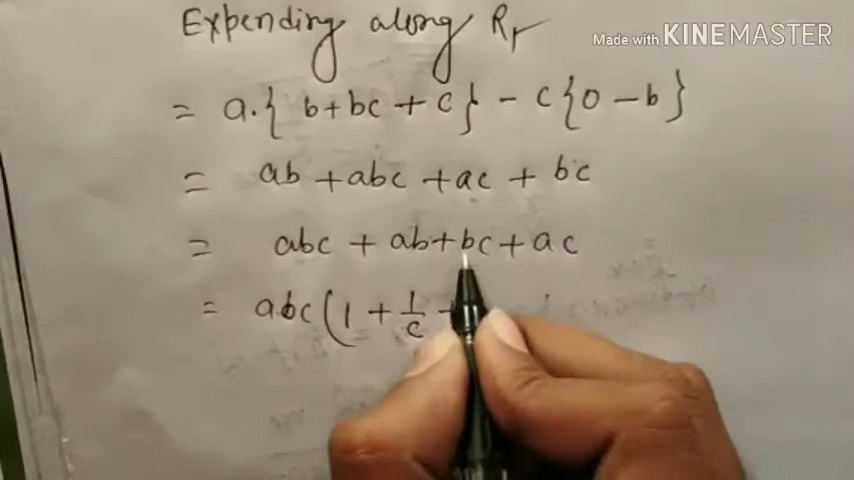 Expending along R₁
Made with KINEMASTER
= a.{ b+bc + c} - c{0 - b}
= ab + abc + ac + bc
= abc + ab + bc + ac
= abc(1 + 1/c +